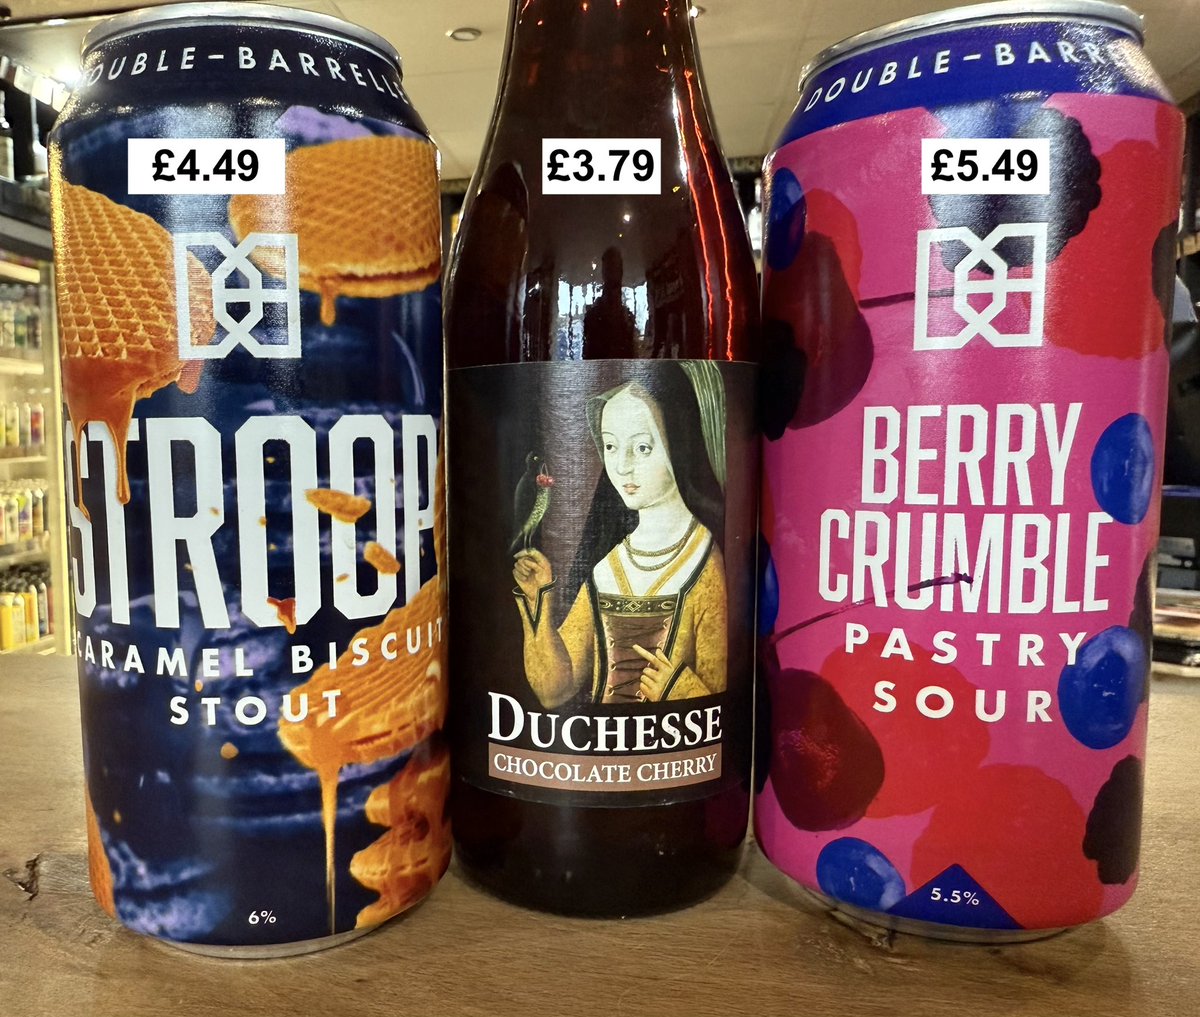 DOUBLE-BARRELLED
£4.49
STROOP
CARAMEL BISCUIT
STOUT
6%
£3.79
DUCHESSE
CHOCOLATE CHERRY
DOUBLE-BARRE
£5.49
BERRY
CRUMBLE
PASTRY
SOUR
5.5%